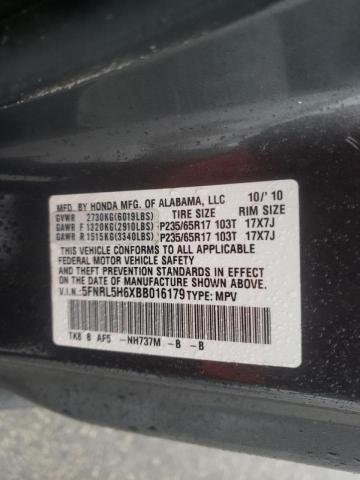 MFD. BY HONDA MFG. OF ALABAMA, LLC 10/'10
GVWR 2730KG(6019LBS) TIRE SIZE RIM SIZE
GAWR F 1320KG(2910LBS) P235/65R17 103T 17X7J
GAWR R 1515KG(3340LBS) P235/65R17 103T 17X7J
THIS VEHICLE CONFORMS TO ALL APPLICABLE
FEDERAL MOTOR VEHICLE SAFETY AND
THEFT PREVENTION STANDARDS IN EFFECT ON THE
DATE OF MANUFACTURE SHOWN ABOVE.
V.I.N.: 5FNRL5H6XBB016179 TYPE: MPV
TK8 8 AF5 -NH737M -B -B